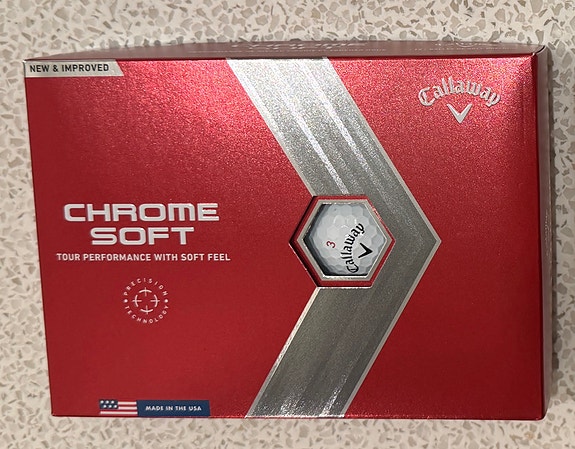 NEW & IMPROVED
Callaway
CHROME
SOFT
TOUR PERFORMANCE WITH SOFT FEEL
3
Callaway
PRECISION
TECHNOLOGY
MADE IN THE USA